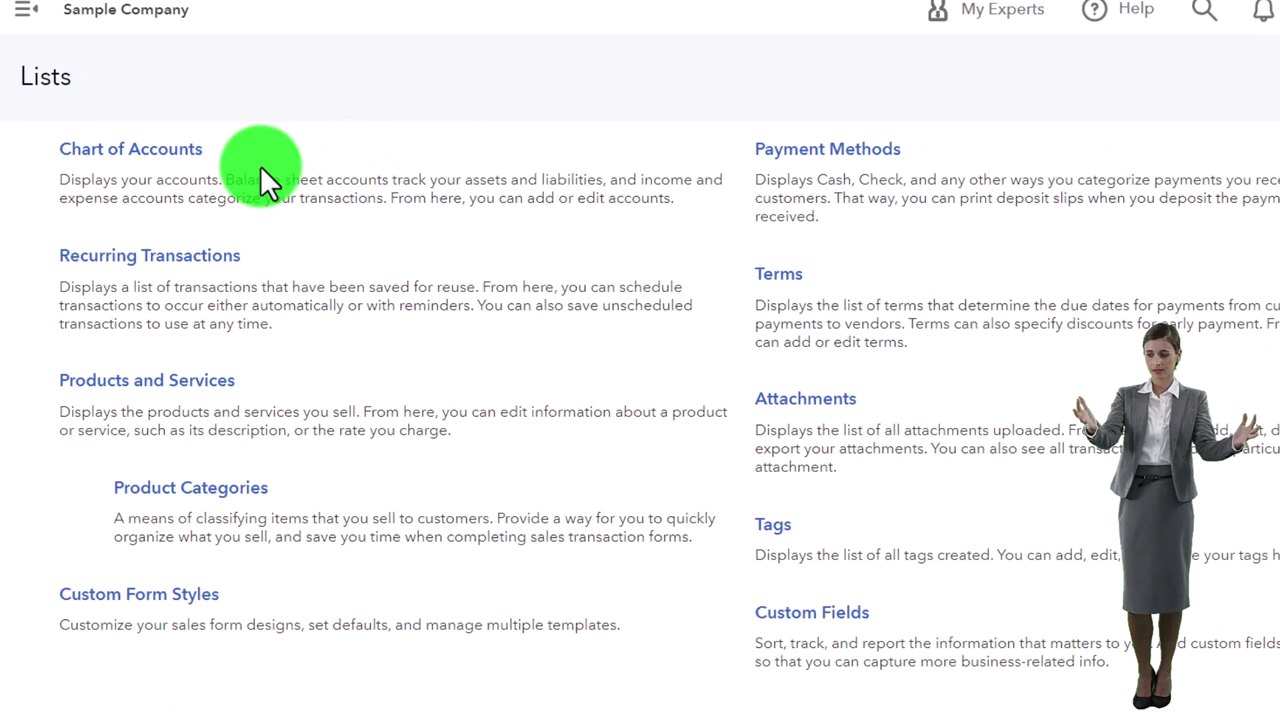 Sample Company
My Experts
Help
Lists
Chart of Accounts
Displays your accounts. Balance sheet accounts track your assets and liabilities, and income and
expense accounts categorize your transactions. From here, you can add or edit accounts.
Recurring Transactions
Displays a list of transactions that have been saved for reuse. From here, you can schedule
transactions to occur either automatically or with reminders. You can also save unscheduled
transactions to use at any time.
Products and Services
Displays the products and services you sell. From here, you can edit information about a product
or service, such as its description, or the rate you charge.
Product Categories
A means of classifying items that you sell to customers. Provide a way for you to quickly
organize what you sell, and save you time when completing sales transaction forms.
Custom Form Styles
Customize your sales form designs, set defaults, and manage multiple templates.
Payment Methods
Displays Cash, Check, and any other ways you categorize payments you
customers. That way, you can print deposit slips when you deposit the
received.
Terms
Displays the list of terms that determine the due dates for payments from
payments to vendors. Terms can also specify discounts for early payment.
can add or edit terms.
Attachments
Displays the list of all attachments uploaded.
export your attachments. You can also see all
attachment.
Tags
Displays the list of all tags created. You can add, edit, your tags
Custom Fields
Sort, track, and report the information that matters to custom fields
so that you can capture more business-related info.